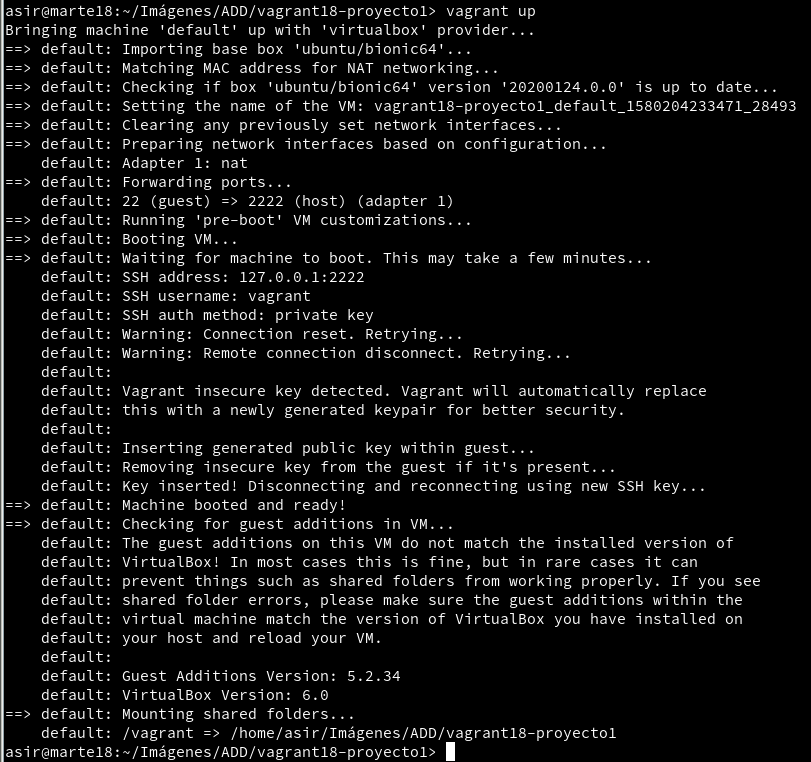 asir@marte18:~/Imágenes/ADD/vagrant18-proyecto1> vagrant up
Bringing machine 'default' up with 'virtualbox' provider...
==> default: Importing base box 'ubuntu/bionic64'...
==> default: Matching MAC address for NAT networking...
==> default: Checking if box 'ubuntu/bionic64' version '20200124.0.0' is up to date...
==> default: Setting the name of the VM: vagrant18-proyecto1_default_1580204233471_28493
==> default: Clearing any previously set network interfaces...
==> default: Preparing network interfaces based on configuration...
    default: Adapter 1: nat
==> default: Forwarding ports...
    default: 22 (guest) => 2222 (host) (adapter 1)
==> default: Running 'pre-boot' VM customizations...
==> default: Booting VM...
==> default: Waiting for machine to boot. This may take a few minutes...
    default: SSH address: 127.0.0.1:2222
    default: SSH username: vagrant
    default: SSH auth method: private key
    default: Warning: Connection reset. Retrying...
    default: Warning: Remote connection disconnect. Retrying...
    default:
    default: Vagrant insecure key detected. Vagrant will automatically replace
    default: this with a newly generated keypair for better security.
    default:
    default: Inserting generated public key within guest...
    default: Removing insecure key from the guest if it's present...
    default: Key inserted! Disconnecting and reconnecting using new SSH key...
==> default: Machine booted and ready!
==> default: Checking for guest additions in VM...
    default: The guest additions on this VM do not match the installed version of
    default: VirtualBox! In most cases this is fine, but in rare cases it can
    default: prevent things such as shared folders from working properly. If you see
    default: shared folder errors, please make sure the guest additions within the
    default: virtual machine match the version of VirtualBox you have installed on
    default: your host and reload your VM.
    default:
    default: Guest Additions Version: 5.2.34
    default: VirtualBox Version: 6.0
==> default: Mounting shared folders...
    default: /vagrant => /home/asir/Imágenes/ADD/vagrant18-proyecto1
asir@marte18:~/Imágenes/ADD/vagrant18-proyecto1>